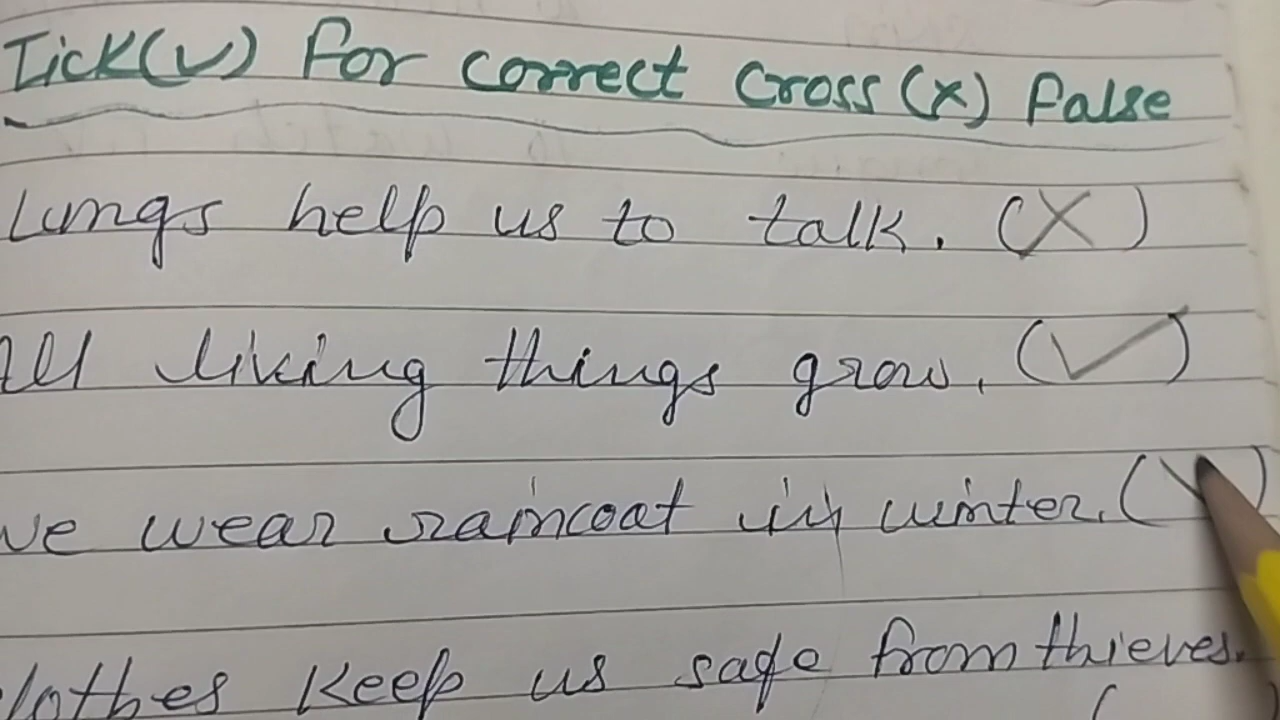 Tick(✓) for correct cross(x) false
Lungs help us to talk. (X)
All living things grow. (✓)
we wear raincoat in winter. ( )
clothes keep us safe from thieves.
(